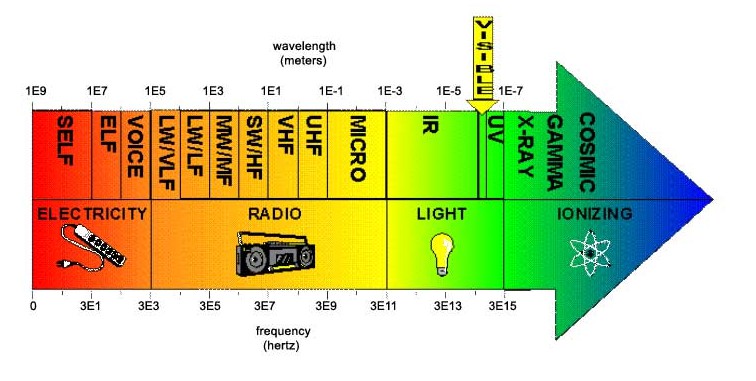 wavelength
(meters)
VISIBLE
1E9 1E7 1E5 1E3 1E1 1E-1 1E-3 1E-5 1E-7
SELF ELF VOICE LW/VLF LW/LF MW/MF SW/HF VHF UHF MICRO IR UV X-RAY GAMMA COSMIC
ELECTRICITY RADIO LIGHT IONIZING
0 3E1 3E3 3E5 3E7 3E9 3E11 3E13 3E15
frequency
(hertz)